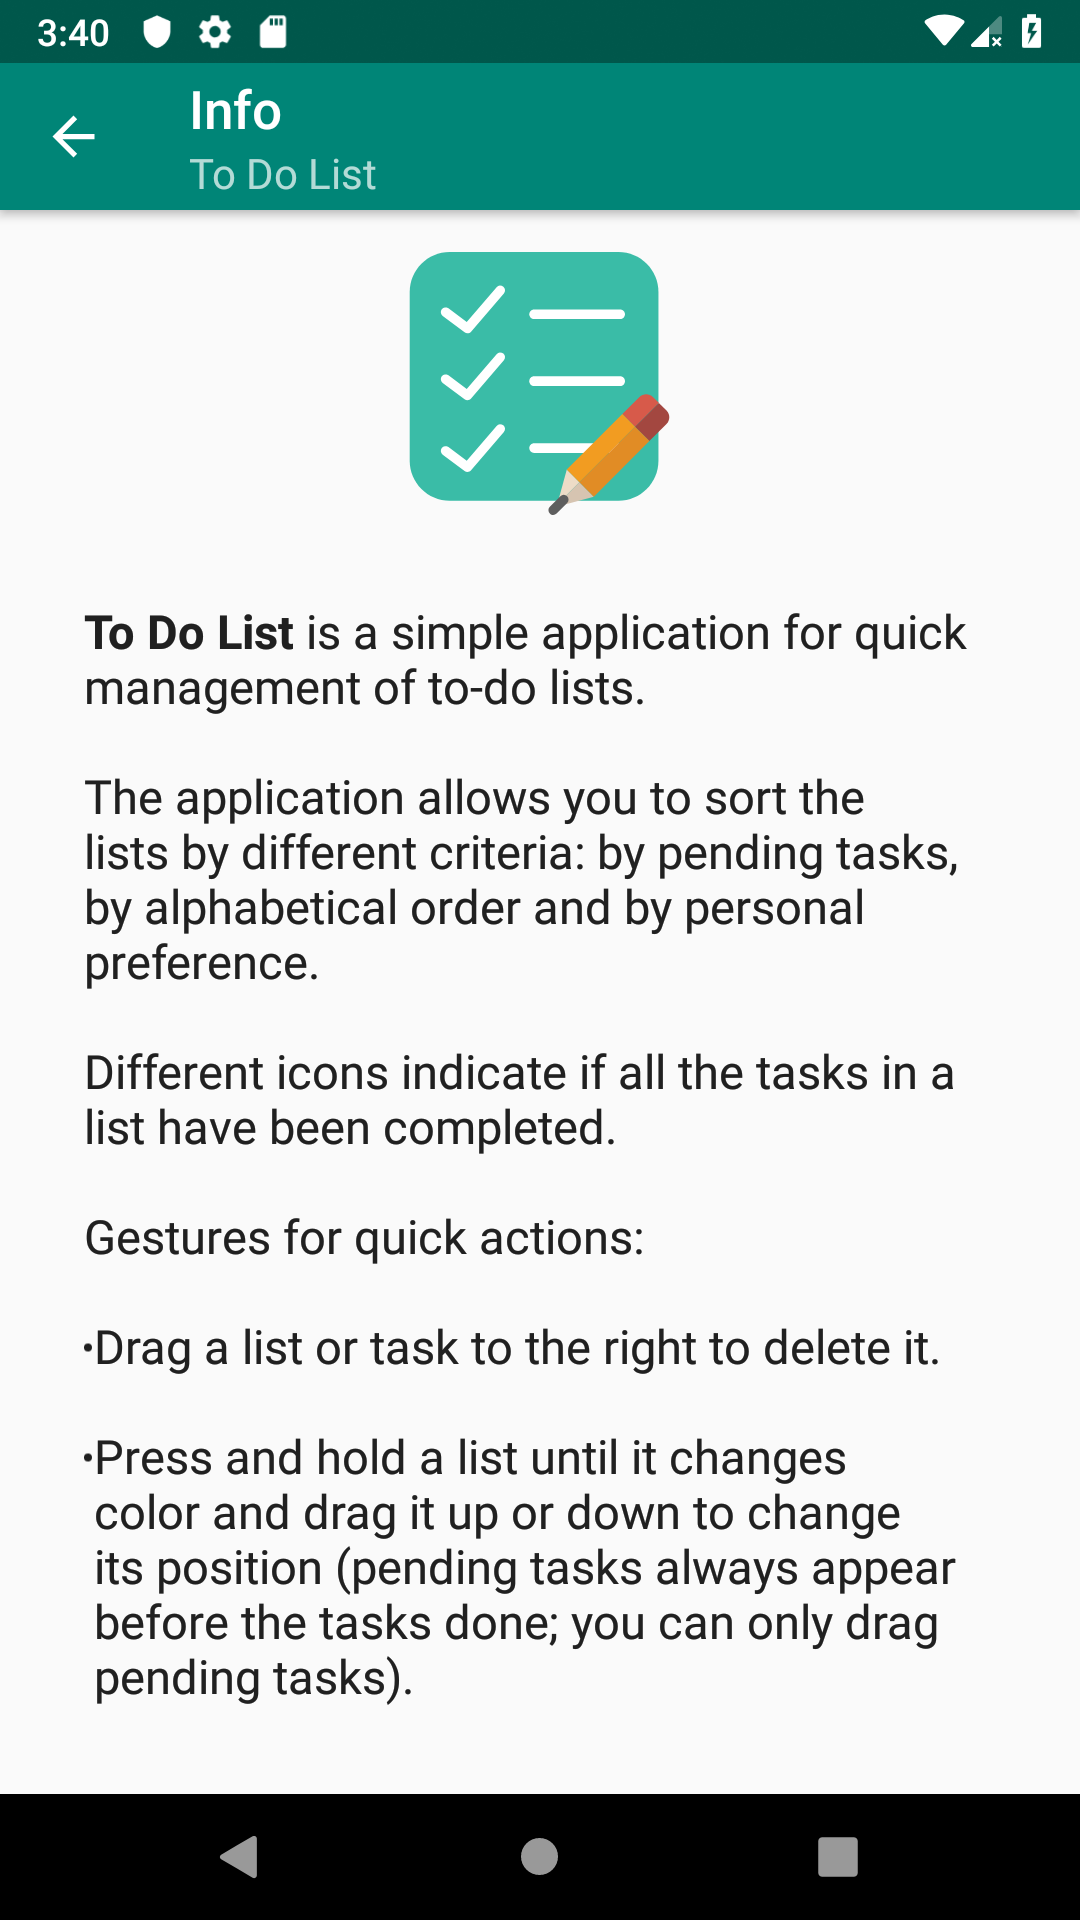 3:40
Info
To Do List
To Do List is a simple application for quick
management of to-do lists.
The application allows you to sort the
lists by different criteria: by pending tasks,
by alphabetical order and by personal
preference.
Different icons indicate if all the tasks in a
list have been completed.
Gestures for quick actions:
•Drag a list or task to the right to delete it.
•Press and hold a list until it changes
color and drag it up or down to change
its position (pending tasks always appear
before the tasks done; you can only drag
pending tasks).